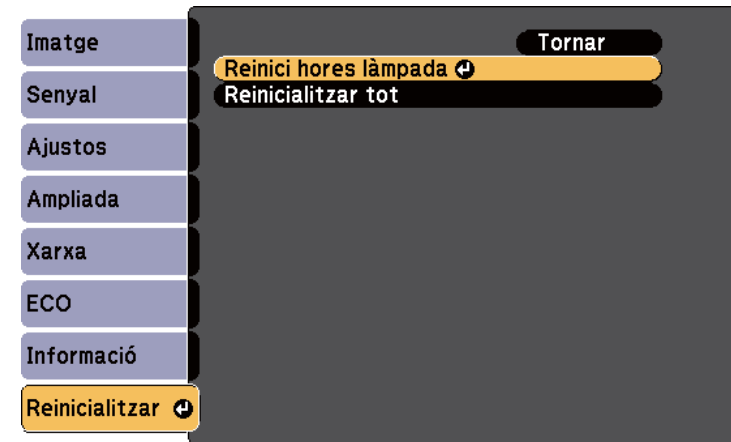 Imatge
Senyal
Ajustos
Ampliada
Xarxa
ECO
Informació
Reinicialitzar
Tornar
Reinici hores làmpada
Reinicialitzar tot